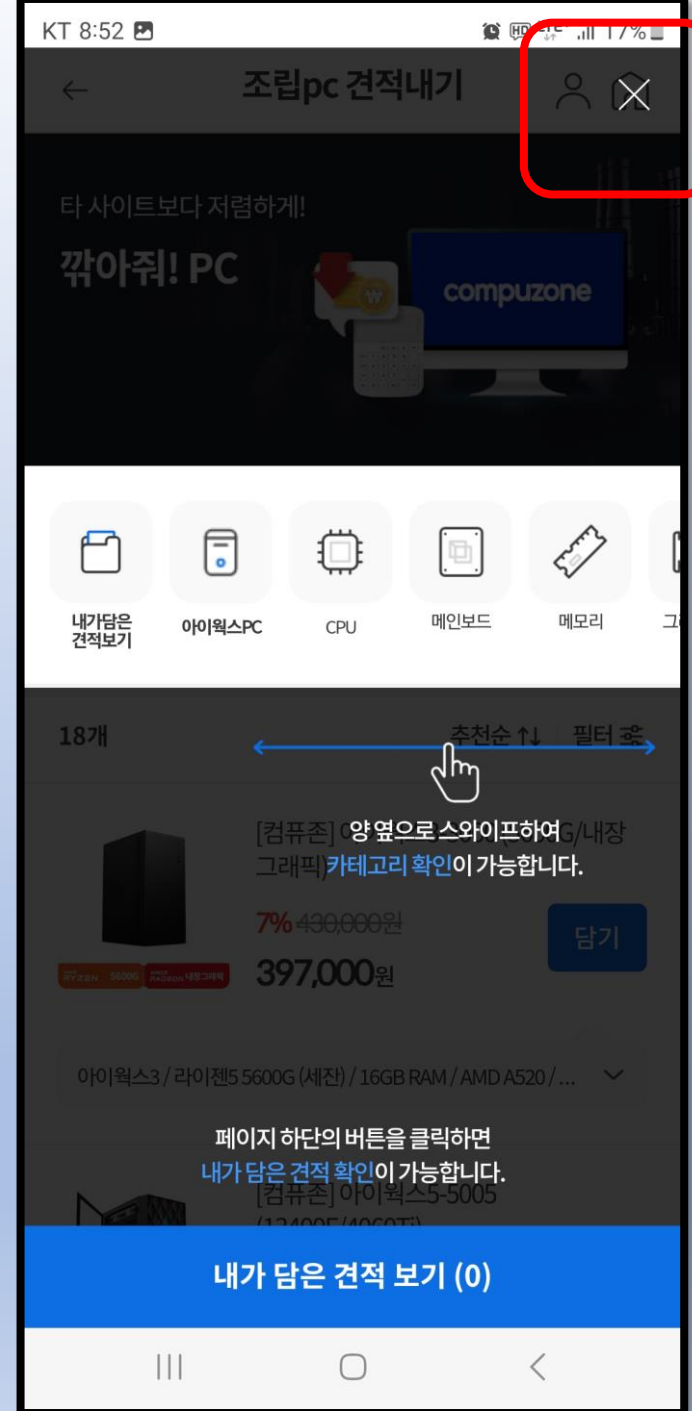 KT 8:52
17%
조립pc 견적내기
타 사이트보다 저렴하게!
깎아줘! PC
compuzone
내가담은
견적보기
아이웍스PC
CPU
메인보드
메모리
18개
추천순
필터
양 옆으로 스와이프하여
카테고리 확인이 가능합니다.
[컴퓨존]
그래픽)
7% 430,000원
담기
397,000원
RYZEN 5600G
RADEON 내장그래픽
아이웍스3 / 라이젠5 5600G (세잔) / 16GB RAM / AMD A520 / ...
페이지 하단의 버튼을 클릭하면
내가 담은 견적 확인이 가능합니다.
[컴퓨존] 아이웍스5-5005
내가 담은 견적 보기 (0)